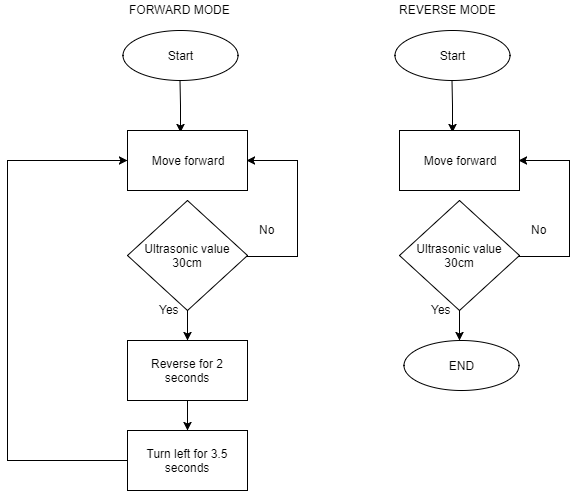 FORWARD MODE
Start
Move forward
Ultrasonic value
30cm
No
Yes
Reverse for 2
seconds
Turn left for 3.5
seconds
REVERSE MODE
Start
Move forward
Ultrasonic value
30cm
No
Yes
END